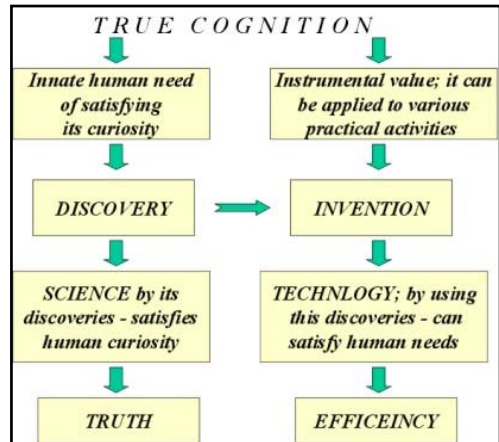 TRUE COGNITION
Innate human need
of satisfying
its curiosity
Instrumental value; it can
be applied to various
practical activities
DISCOVERY
INVENTION
SCIENCE by its
discoveries - satisfies
human curiosity
TECHNLOGY; by using
this discoveries - can
satisfy human needs
TRUTH
EFFICEINCY